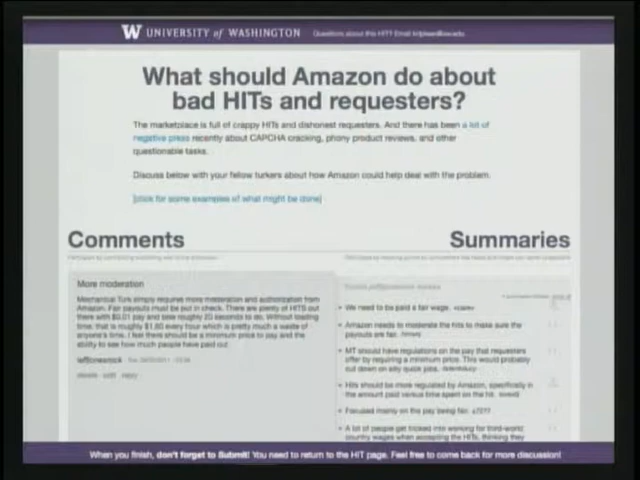 W UNIVERSITY of WASHINGTON Questions about this HIT? Email
What should Amazon do about
bad HITs and requesters?
The marketplace is full of crappy HITs and dishonest requesters. And there has been a lot of
negative press recently about CAPCHA cracking, phony product reviews, and other
questionable tasks.
Discuss below with your fellow turkers about how Amazon could help deal with the problem.
[click for some examples of what might be done]
Comments
Summaries
More moderation
Mechanical Turk simply requires more moderation and authorization from
Amazon. Fair payouts must be put in check. There are plenty of HITS out
there with $0.01 pay and take roughly 20 seconds to do. Without loading
time, that is roughly $1.80 every hour which is pretty much a waste of
anyone's time. I feel there should be a minimum price to pay and the
ability to see how much people have paid out
We need to be paid a fair wage.
Amazon needs to moderate the hits to make sure the
payouts are fair.
MT should have regulations on the pay that requesters
offer by requiring a minimum price. This would probably
cut down on silly quick jobs.
Hits should be more regulated by Amazon, specifically in
the amount paid versus time spent on the hit.
Focused mainly on the pay being fair.
A lot of people get tricked into working for third-world
country wages when accepting the HITs, thinking they
When you finish, don't forget to Submit! You need to return to the HIT page. Feel free to come back for more discussion!